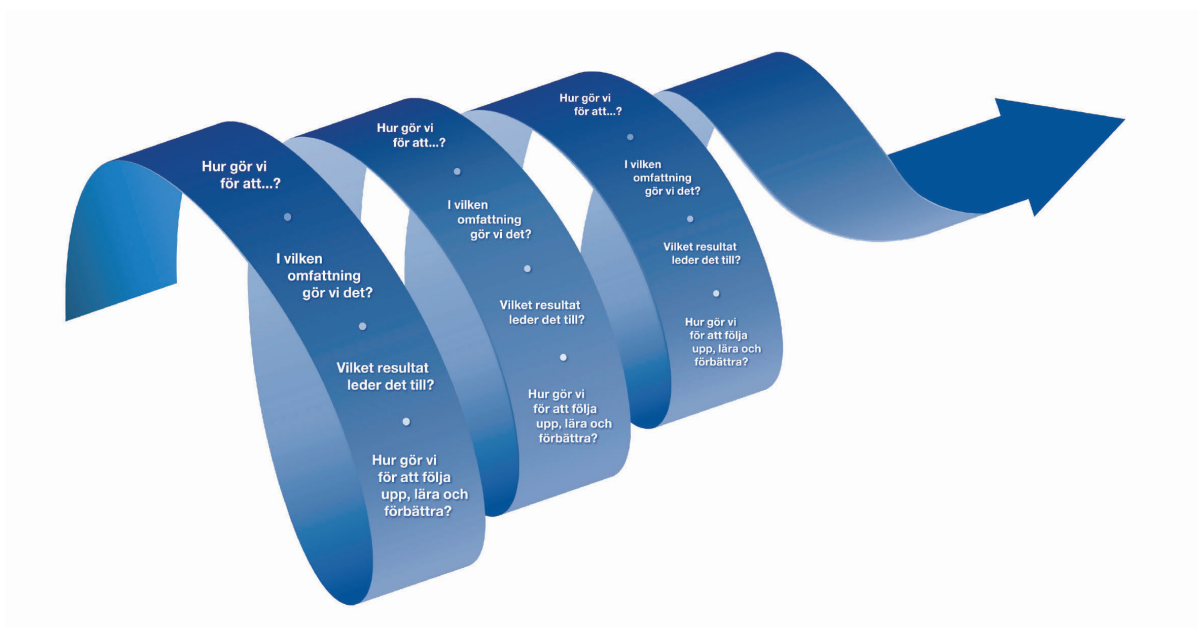 Hur gör vi
för att...?
I vilken
omfattning
gör vi det?
Vilket resultat
leder det till?
Hur gör vi
för att följa
upp, lära och
förbättra?
Hur gör vi
för att...?
I vilken
omfattning
gör vi det?
Vilket resultat
leder det till?
Hur gör vi
för att följa
upp, lära och
förbättra?
Hur gör vi
för att...?
I vilken
omfattning
gör vi det?
Vilket resultat
leder det till?
Hur gör vi
för att följa
upp, lära och
förbättra?